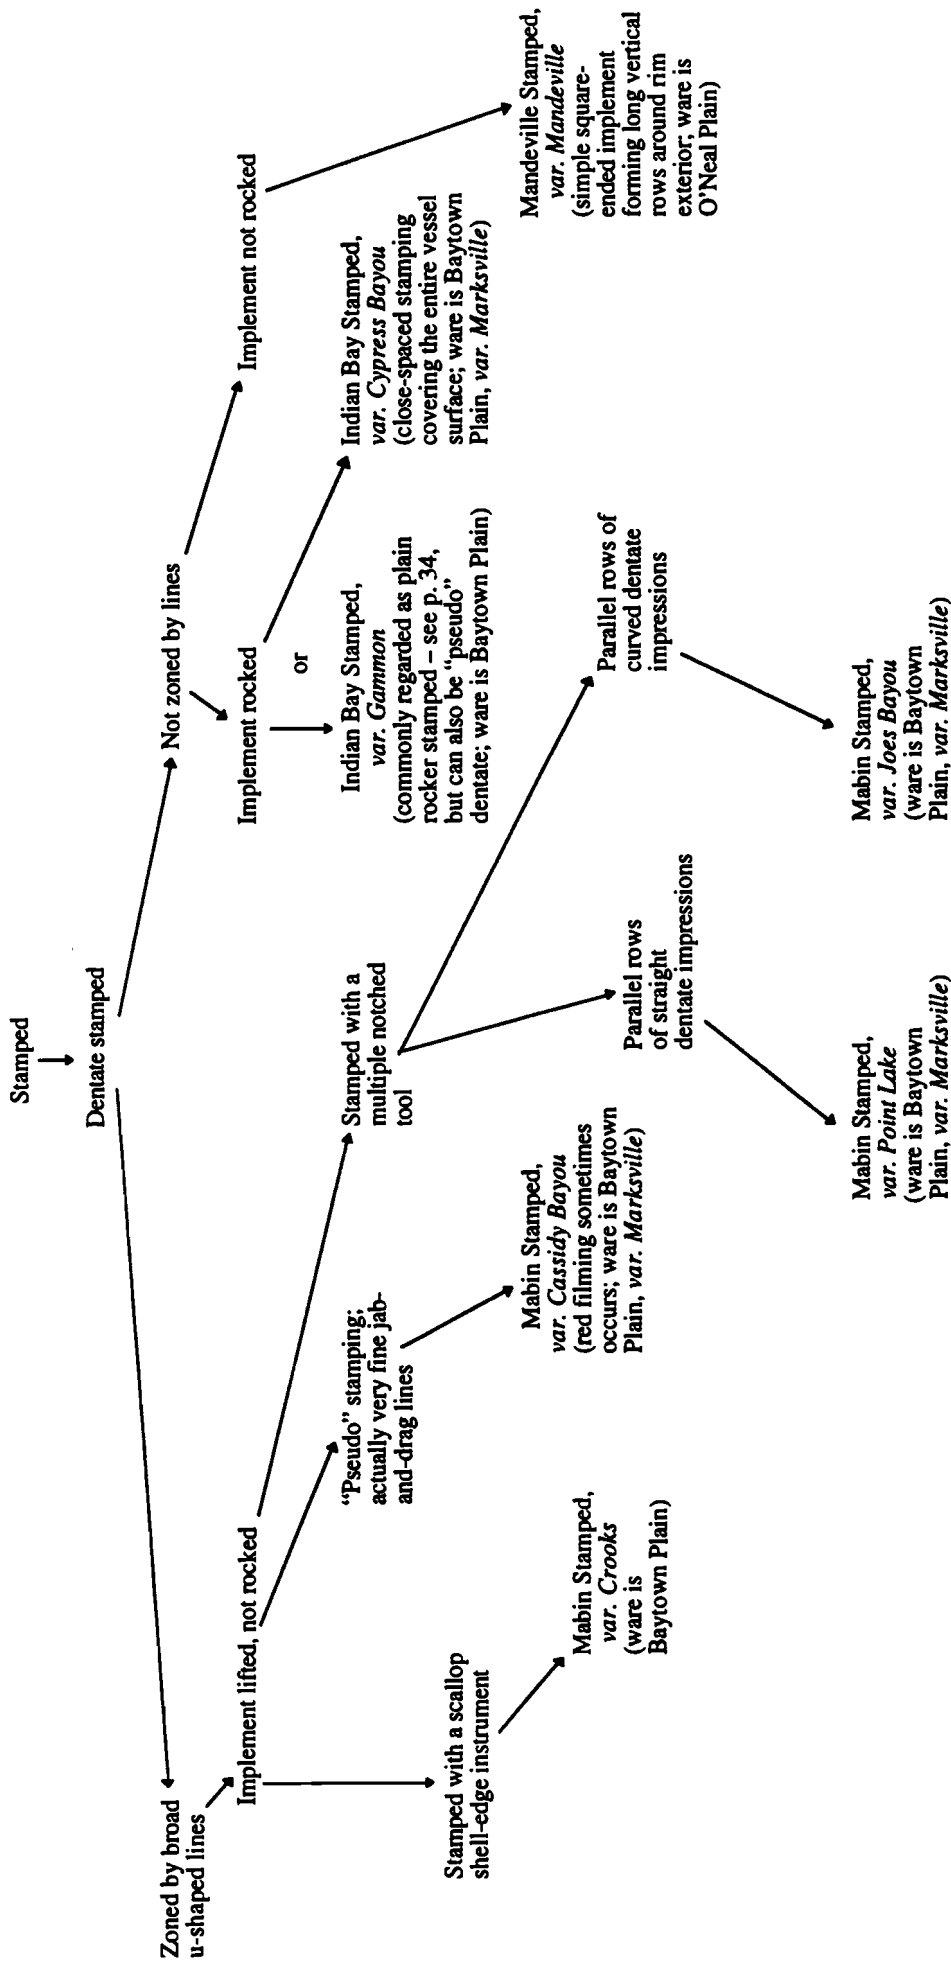 Stamped
Dentate stamped
Zoned by broad
u-shaped lines
Not zoned by lines
Implement lifted, not rocked
Implement rocked
Implement not rocked
or
Stamped with a scallop
shell-edge instrument
“Pseudo” stamping;
actually very fine jab-
and-drag lines
Stamped with a
multiple notched
tool
Indian Bay Stamped,
var. Gammon
(commonly regarded as plain
rocker stamped – see p. 34,
but can also be “pseudo”
dentate; ware is Baytown Plain)
Indian Bay Stamped,
var. Cypress Bayou
(close-spaced stamping
covering the entire vessel
surface; ware is Baytown
Plain, var. Marksville)
Mandeville Stamped,
var. Mandeville
(simple square-
ended implement
forming long vertical
rows around rim
exterior; ware is
O'Neal Plain)
Mabin Stamped,
var. Crooks
(ware is
Baytown Plain)
Mabin Stamped,
var. Cassidy Bayou
(red filming sometimes
occurs; ware is Baytown
Plain, var. Marksville)
Parallel rows
of straight
dentate impressions
Parallel rows of
curved dentate
impressions
Mabin Stamped,
var. Point Lake
(ware is Baytown
Plain, var. Marksville)
Mabin Stamped,
var. Joes Bayou
(ware is Baytown
Plain, var. Marksville)